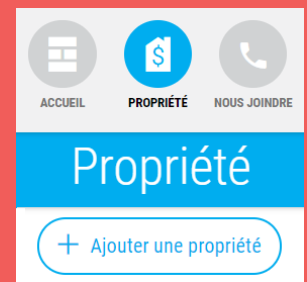 $
ACCUEIL PROPRIÉTÉ NOUS JOINDRE
Propriété
+ Ajouter une propriété